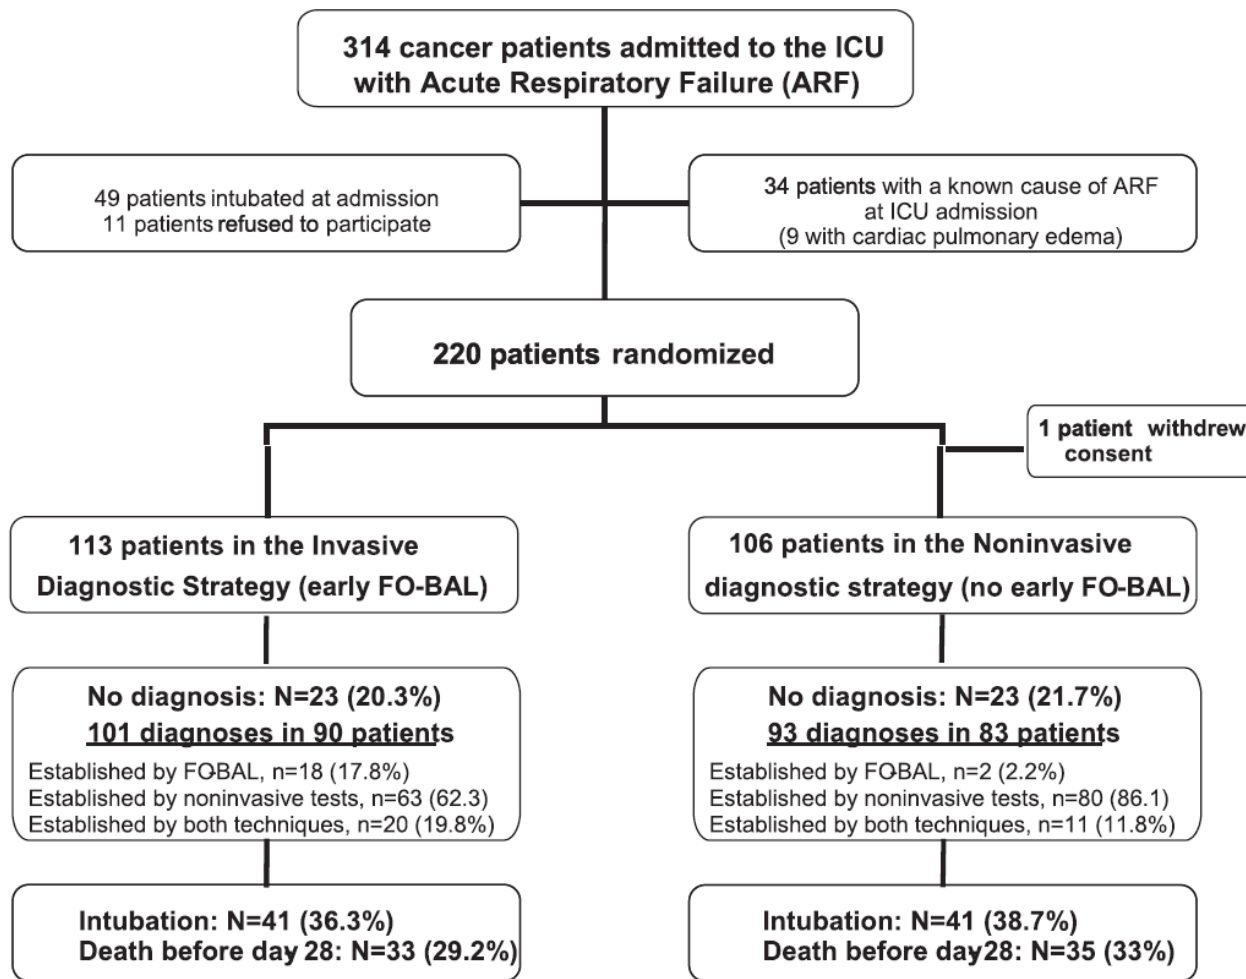 314 cancer patients admitted to the ICU
with Acute Respiratory Failure (ARF)
49 patients intubated at admission
11 patients refused to participate
34 patients with a known cause of ARF
at ICU admission
(9 with cardiac pulmonary edema)
220 patients randomized
1 patient withdrew
consent
113 patients in the Invasive
Diagnostic Strategy (early FO-BAL)
106 patients in the Noninvasive
diagnostic strategy (no early FO-BAL)
No diagnosis: N=23 (20.3%)
101 diagnoses in 90 patients
Established by FO-BAL, n=18 (17.8%)
Established by noninvasive tests, n=63 (62.3)
Established by both techniques, n=20 (19.8%)
No diagnosis: N=23 (21.7%)
93 diagnoses in 83 patients
Established by FO-BAL, n=2 (2.2%)
Established by noninvasive tests, n=80 (86.1)
Established by both techniques, n=11 (11.8%)
Intubation: N=41 (36.3%)
Death before day 28: N=33 (29.2%)
Intubation: N=41 (38.7%)
Death before day 28: N=35 (33%)